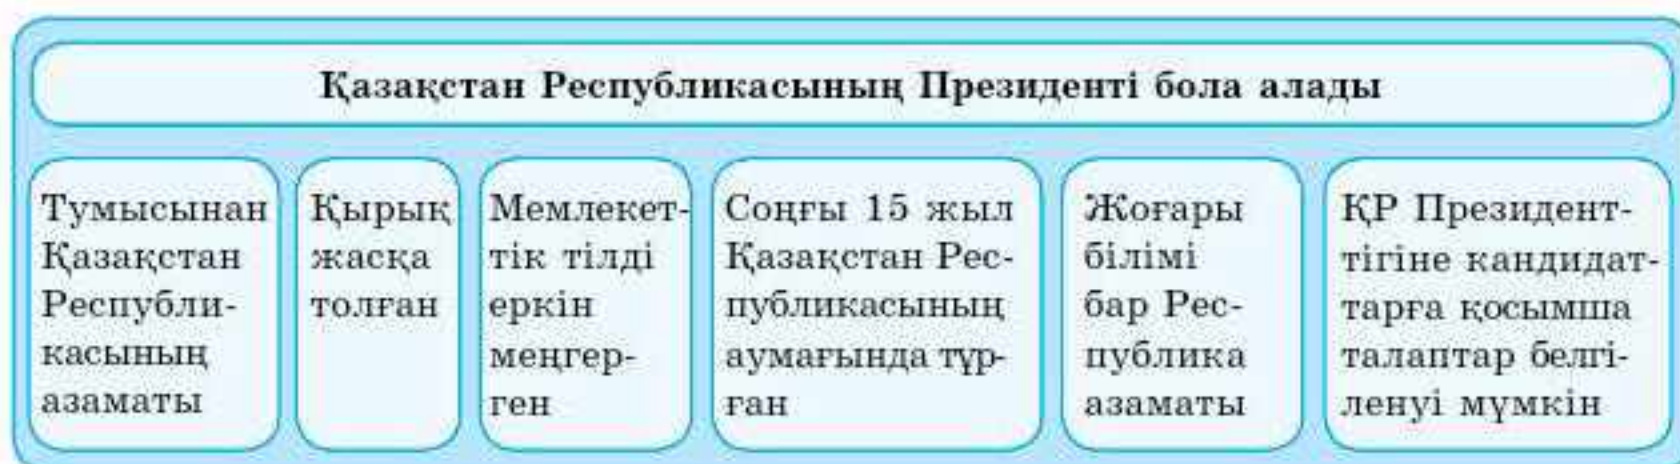 Қазақстан Республикасының Президенті бола алады
Тумысынан
Қазақстан
Республи-
касының
азаматы
Қырық
жасқа
толған
Мемлекет-
тік тілді
еркін
меңгер-
ген
Соңғы 15 жыл
Қазақстан Рес-
публикасының
аумағында тұр-
ған
Жоғары
білімі
бар Рес-
публика
азаматы
ҚР Президент-
тігіне кандидат-
тарға қосымша
талаптар белгі-
ленуі мүмкін